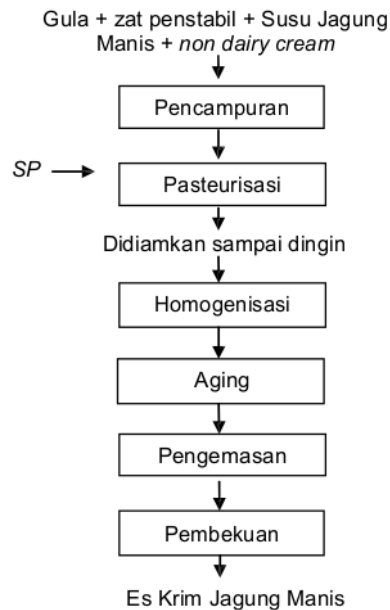 Gula + zat penstabil + Susu Jagung
Manis + non dairy cream
Pencampuran
SP
Pasteurisasi
Didiamkan sampai dingin
Homogenisasi
Aging
Pengemasan
Pembekuan
Es Krim Jagung Manis